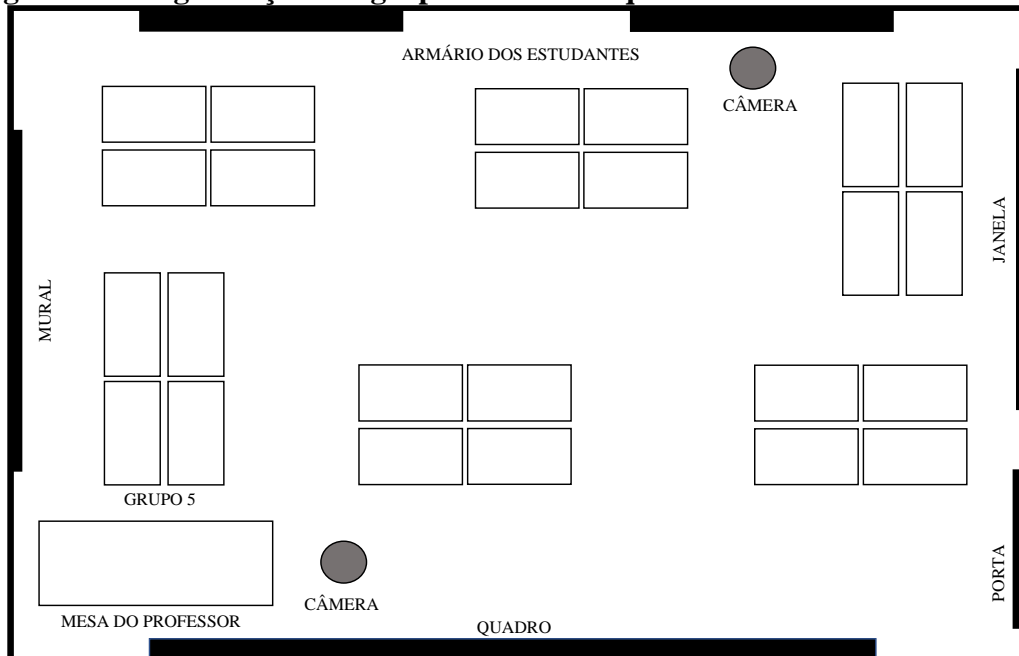 ARMÁRIO DOS ESTUDANTES
CÂMERA
JANELA
MURAL
GRUPO 5
PORTA
CÂMERA
MESA DO PROFESSOR
QUADRO